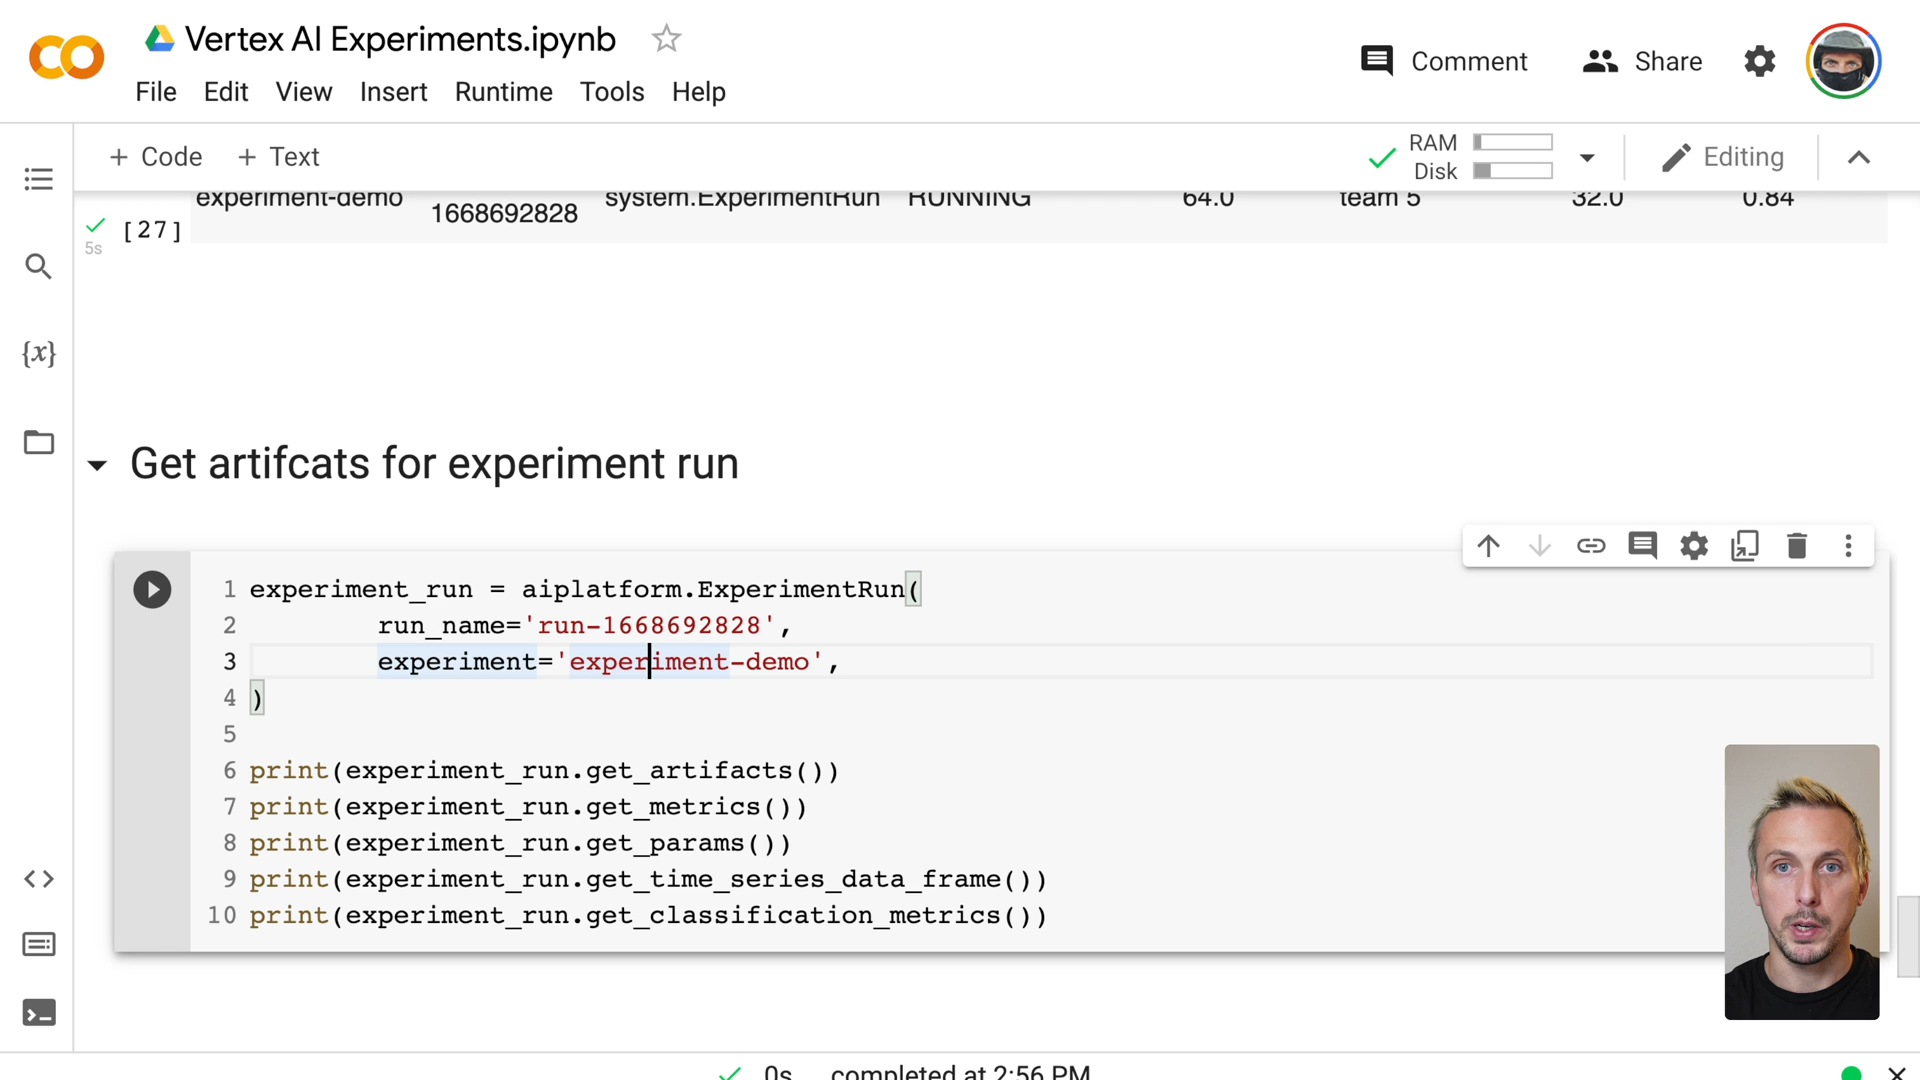 Vertex AI Experiments.ipynb
File Edit View Insert Runtime Tools Help
Comment Share
+ Code + Text
RAM
Disk
Editing
experiment-demo 1668692828 system.ExperimentRun RUNNING 64.0 team 5 32.0 0.84
[27]
5s
{x}
Get artifcats for experiment run
1 experiment_run = aiplatform.ExperimentRun(
2 run_name='run-1668692828',
3 experiment='experiment-demo',
4 )
5
6 print(experiment_run.get_artifacts())
7 print(experiment_run.get_metrics())
8 print(experiment_run.get_params())
9 print(experiment_run.get_time_series_data_frame())
10 print(experiment_run.get_classification_metrics())
0s completed at 2:56 PM